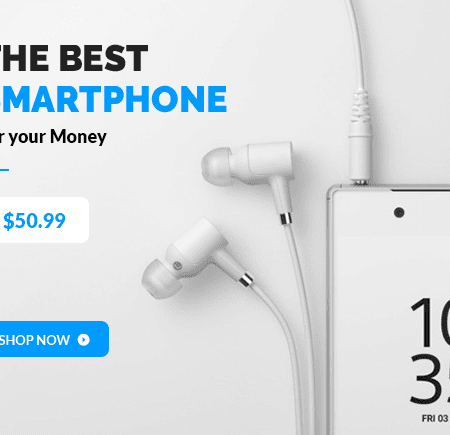 THE BEST
SMARTPHONE
r your Money
$50.99
SHOP NOW
10
35
FRI 03